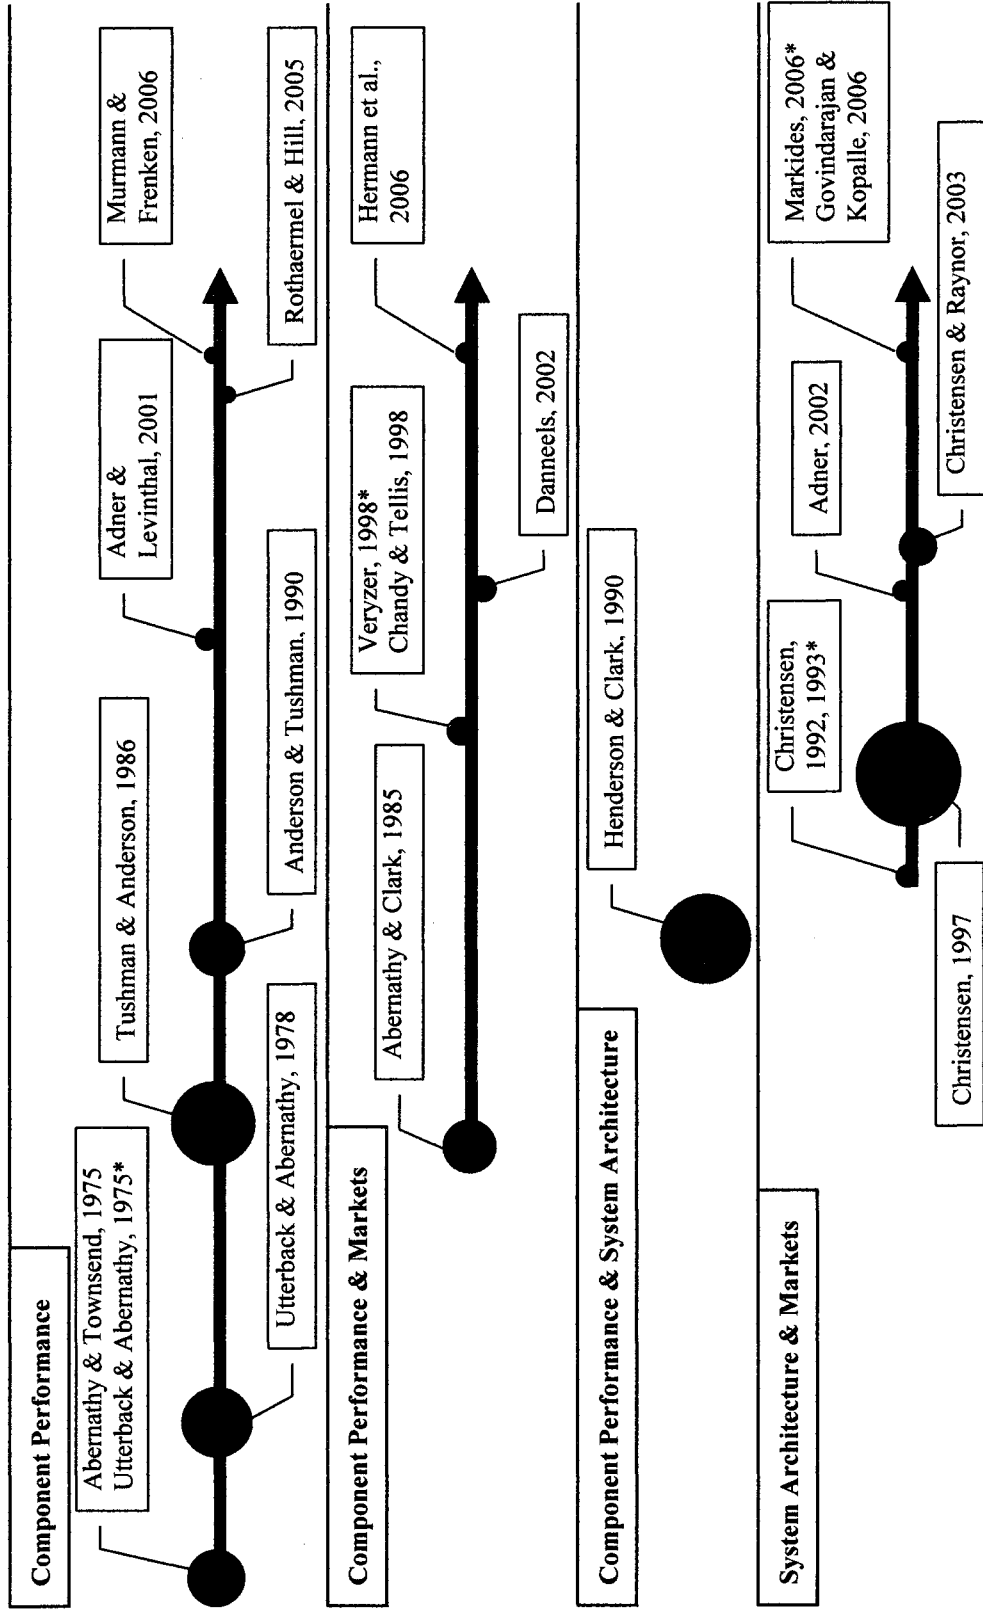 Component Performance
Abernathy & Townsend, 1975
Utterback & Abernathy, 1975*
Tushman & Anderson, 1986
Adner &
Levinthal, 2001
Murmann &
Frenken, 2006
Utterback & Abernathy, 1978
Anderson & Tushman, 1990
Rothaermel & Hill, 2005
Component Performance & Markets
Abernathy & Clark, 1985
Veryzer, 1998*
Chandy & Tellis, 1998
Hermann et al.,
2006
Danneels, 2002
Component Performance & System Architecture
Henderson & Clark, 1990
System Architecture & Markets
Christensen,
1992, 1993*
Adner, 2002
Markides, 2006*
Govindarajan &
Kopalle, 2006
Christensen, 1997
Christensen & Raynor, 2003